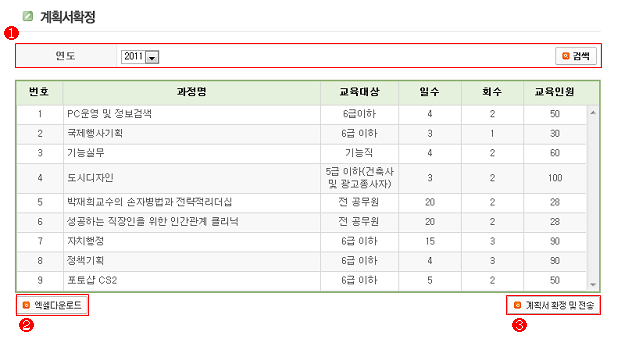 계획서확정
1
연도 2011 검색
번호 과정명 교육대상 일수 회수 교육인원
1 PC운영 및 정보검색 6급이하 4 2 50
2 국제행사기획 6급 이하 3 1 30
3 기능실무 기능직 4 2 60
4 도시디자인 5급 이하(건축사 및 광고종사자) 3 2 100
5 박재희교수의 손자병법과 전략적리더십 전 공무원 20 2 28
6 성공하는 직장인을 위한 인간관계 클리닉 전 공무원 20 2 28
7 자치행정 6급 이하 15 3 90
8 정책기획 6급 이하 4 3 90
9 포토샵 CS2 6급 이하 5 2 50
엑셀다운로드 계획서 확정 및 전송
2 3